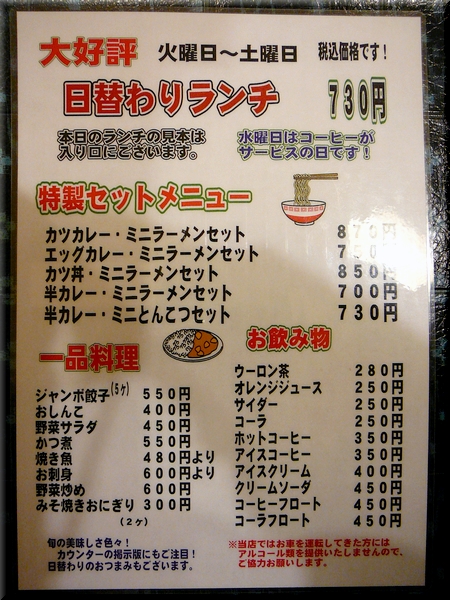 大好評 火曜日～土曜日 税込価格です！
日替わりランチ 730円
本日のランチの見本は
入り口にございます。
水曜日はコーヒーが
サービスの日です！
特製セットメニュー
カツカレー・ミニラーメンセット 870円
エッグカレー・ミニラーメンセット 750
カツ丼・ミニラーメンセット 850円
半カレー・ミニラーメンセット 700円
半カレー・ミニとんこつセット 730円
一品料理
ジャンボ餃子(5ヶ) 550円
おしんこ 400円
野菜サラダ 450円
かつ煮 550円
焼き魚 480円より
お刺身 600円より
野菜炒め 600円
みそ焼きおにぎり 300円
(2ヶ)
旬の美味しさ色々！
カウンターの掲示版にもご注目！
日替わりのおつまみもございます。
お飲み物
ウーロン茶 280円
オレンジジュース 250円
サイダー 250円
コーラ 250円
ホットコーヒー 350円
アイスコーヒー 350円
アイスクリーム 400円
クリームソーダ 450円
コーヒーフロート 450円
コーラフロート 450円
※当店ではお車を運転してきた方には
アルコール類を提供いたしませんので、
ご協力お願いします。